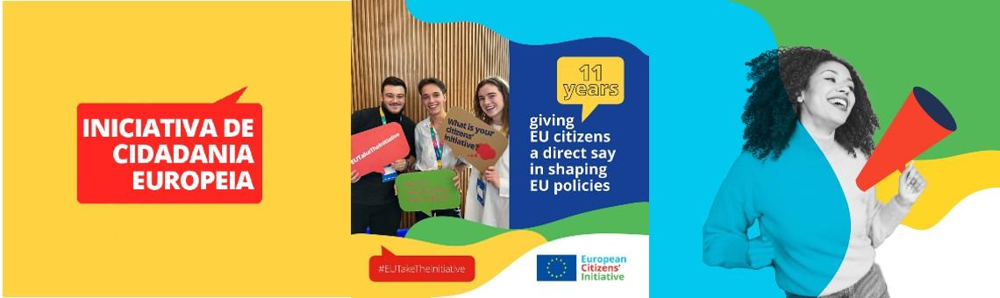 INICIATIVA DE
CIDADANIA
EUROPEIA
11
years
giving
EU citizens
a direct say
in shaping
EU policies
#EUTakeTheInitiative
What is your
citizens'
initiative?
#EUTakeTheInitiative
European
Citizens'
Initiative